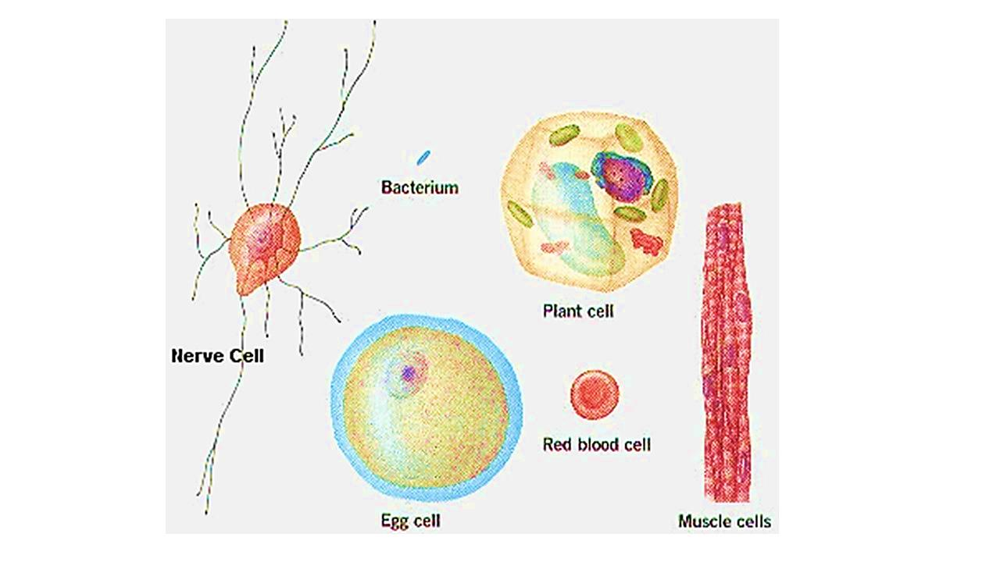 Bacterium
Plant cell
Nerve Cell
Red blood cell
Egg cell
Muscle cells